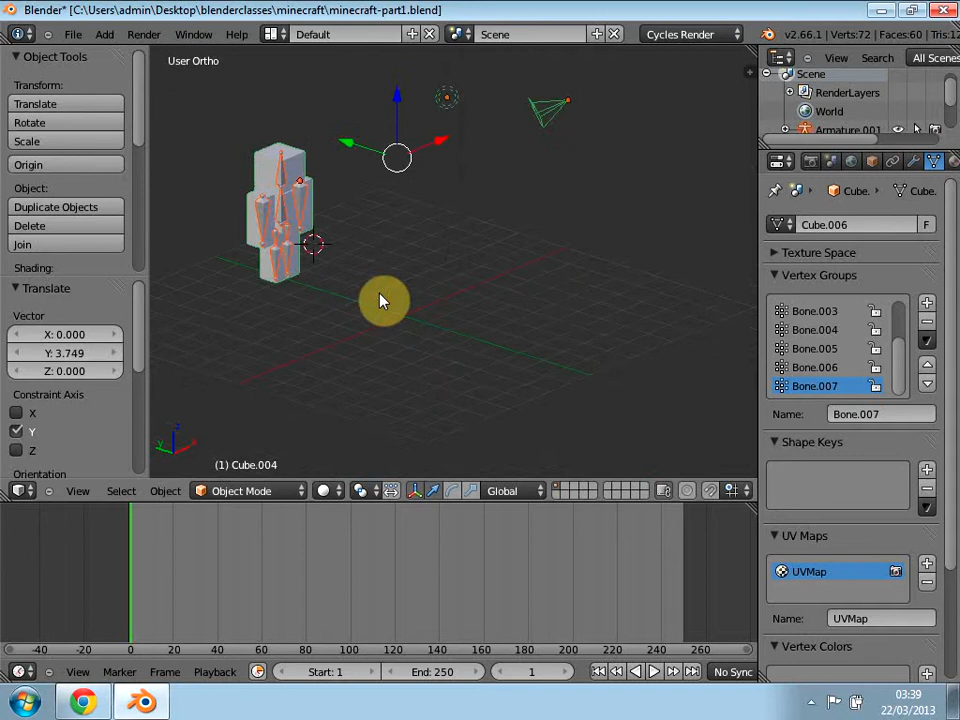 Blender* [C:\Users\admin\Desktop\blenderclasses\minecraft\minecraft-part1.blend]
File Add Render Window Help Default Scene Cycles Render v2.66.1 | Verts:72 | Faces:60 | Tris:12
Object Tools
Transform:
Translate
Rotate
Scale
Origin
Object:
Duplicate Objects
Delete
Join
Shading:
Translate
Vector
X: 0.000
Y: 3.749
Z: 0.000
Constraint Axis
X
Y
Z
Orientation
User Ortho
z
y
x
(1) Cube.004
View Select Object Object Mode Global
View Search All Scenes
Scene
RenderLayers
World
Armature.001
Cube. Cube.
Cube.006 F
Texture Space
Vertex Groups
Bone.003
Bone.004
Bone.005
Bone.006
Bone.007
Name: Bone.007
Shape Keys
UV Maps
UVMap
Name: UVMap
Vertex Colors
-40 -20 0 20 40 60 80 100 120 140 160 180 200 220 240 260
View Marker Frame Playback Start: 1 End: 250 1 No Sync
03:39
22/03/2013